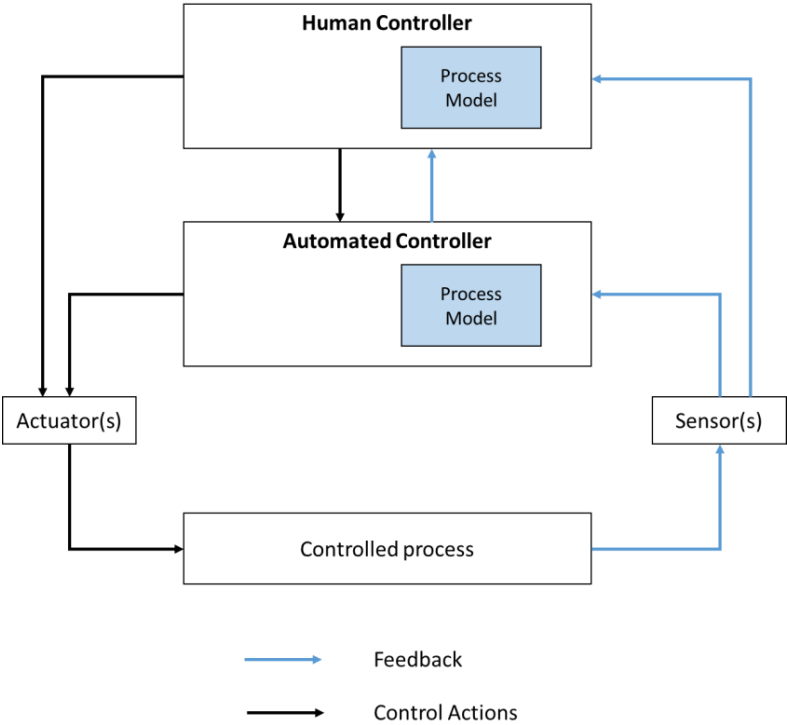 Human Controller
Process
Model
Automated Controller
Process
Model
Actuator(s)
Sensor(s)
Controlled process
Feedback
Control Actions